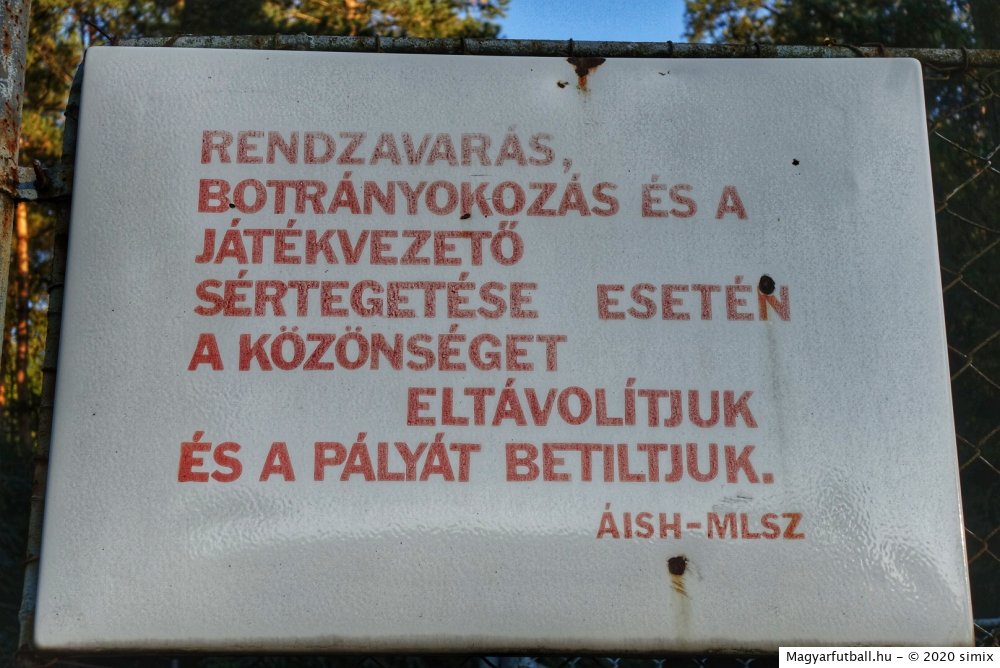 RENDZAVARÁS,
BOTRÁNYOKOZÁS ÉS A
JÁTÉKVEZETŐ
SÉRTEGETÉSE ESETÉN
A KÖZÖNSÉGET
ELTÁVOLÍTJUK
ÉS A PÁLYÁT BETILTJUK.
ÁISH-MLSZ
Magyarfutball.hu - © 2020 simix